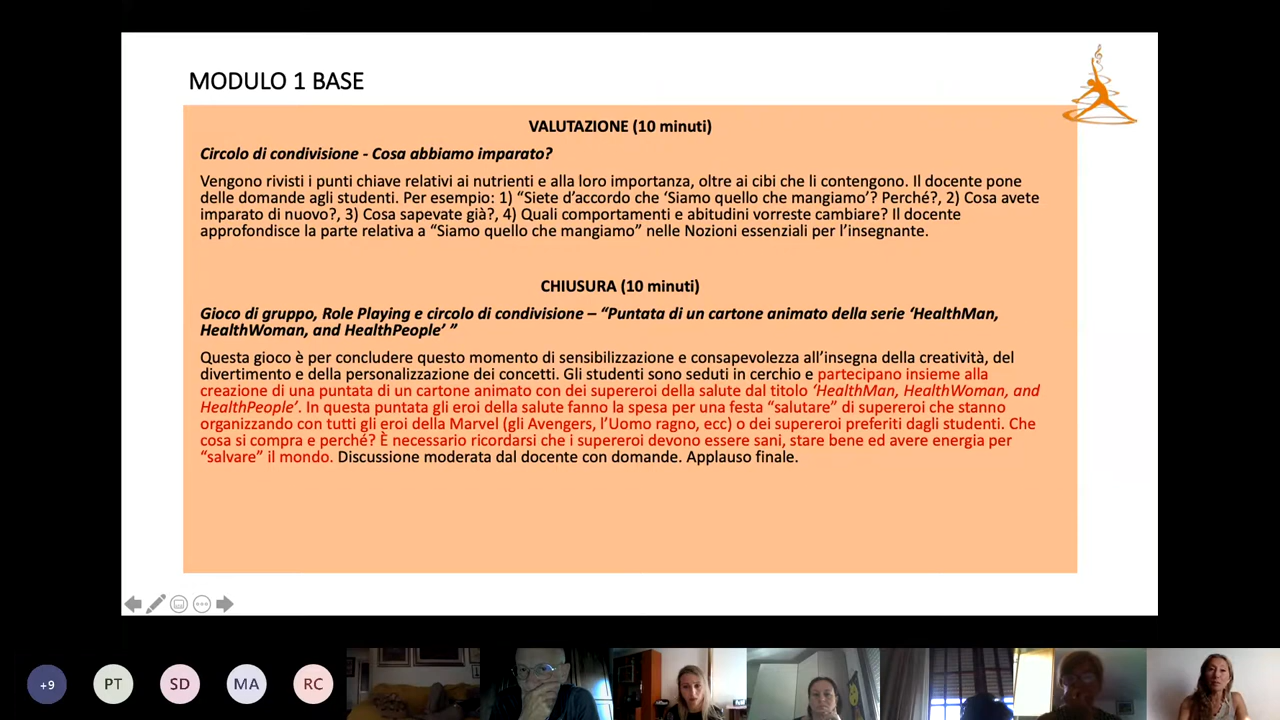 MODULO 1 BASE
VALUTAZIONE (10 minuti)
Circolo di condivisione - Cosa abbiamo imparato?
Vengono rivisti i punti chiave relativi ai nutrienti e alla loro importanza, oltre ai cibi che li contengono. Il docente pone
delle domande agli studenti. Per esempio: 1) “Siete d’accordo che ‘Siamo quello che mangiamo’? Perché?, 2) Cosa avete
imparato di nuovo?, 3) Cosa sapevate già?, 4) Quali comportamenti e abitudini vorreste cambiare? Il docente
approfondisce la parte relativa a “Siamo quello che mangiamo” nelle Nozioni essenziali per l’insegnante.
CHIUSURA (10 minuti)
Gioco di gruppo, Role Playing e circolo di condivisione – “Puntata di un cartone animato della serie ‘HealthMan,
HealthWoman, and HealthPeople’ ”
Questa gioco è per concludere questo momento di sensibilizzazione e consapevolezza all’insegna della creatività, del
divertimento e della personalizzazione dei concetti. Gli studenti sono seduti in cerchio e partecipano insieme alla
creazione di una puntata di un cartone animato con dei supereroi della salute dal titolo ‘HealthMan, HealthWoman, and
HealthPeople’. In questa puntata gli eroi della salute fanno la spesa per una festa “salutare” di supereroi che stanno
organizzando con tutti gli eroi della Marvel (gli Avengers, l’Uomo ragno, ecc) o dei supereroi preferiti dagli studenti. Che
cosa si compra e perché? È necessario ricordarsi che i supereroi devono essere sani, stare bene ed avere energia per
“salvare” il mondo. Discussione moderata dal docente con domande. Applauso finale.
+9 PT SD MA RC